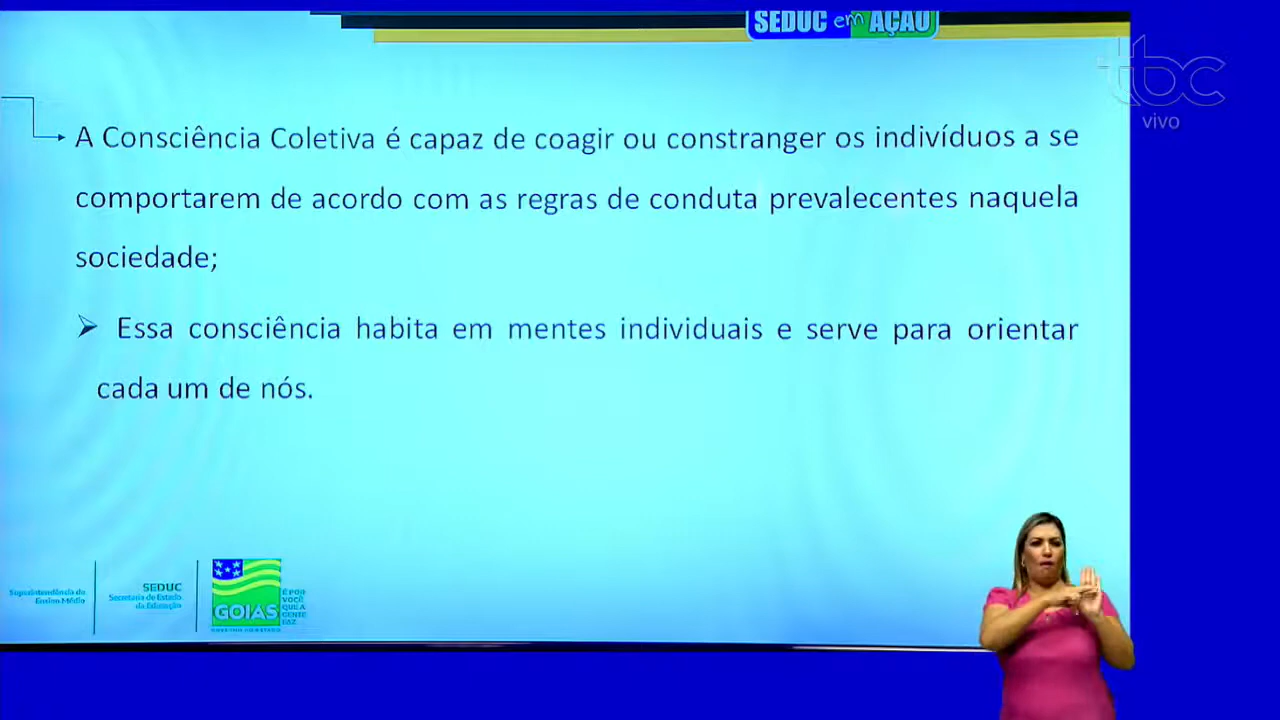 SEDUC em AÇÃO
tbc
vivo
A Consciência Coletiva é capaz de coagir ou constranger os indivíduos a se
comportarem de acordo com as regras de conduta prevalecentes naquela
sociedade;
Essa consciência habita em mentes individuais e serve para orientar
cada um de nós.
Superintendência de
Ensino Médio
SEDUC
Secretaria de Estado
da Educação
GOIÁS
É POR
VOCÊ
QUE A
GENTE
FAZ